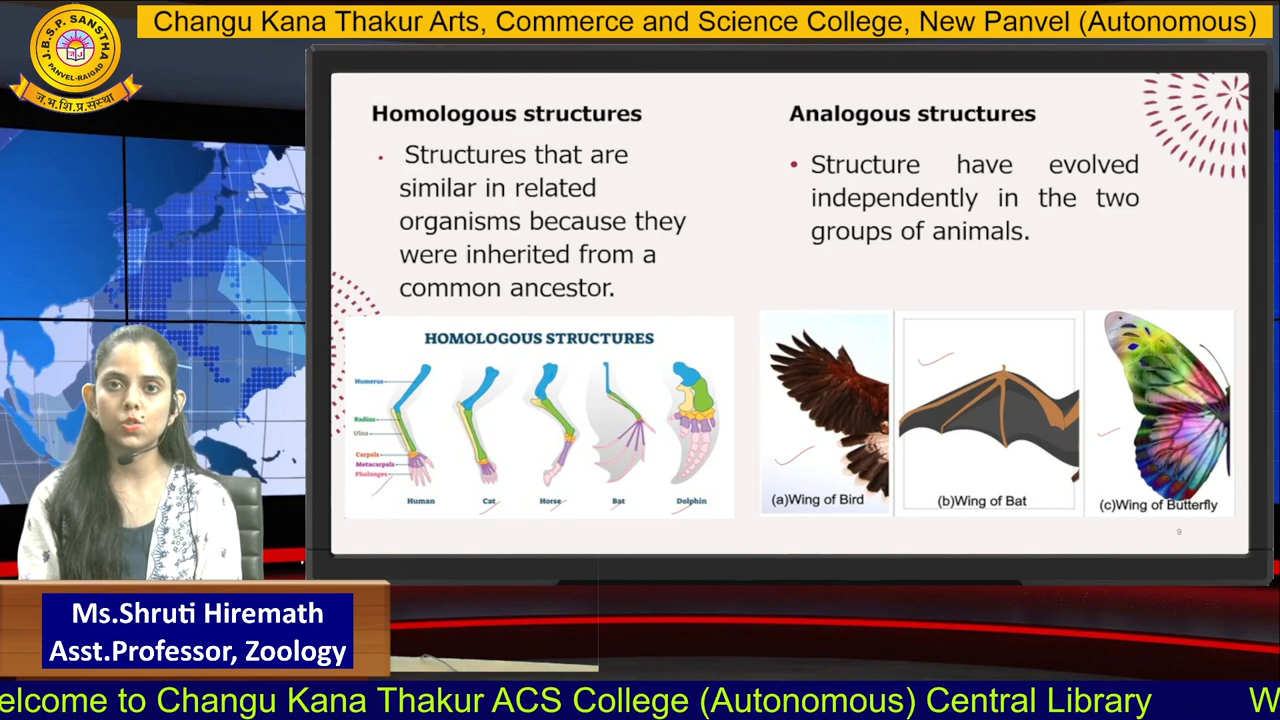 Changu Kana Thakur Arts, Commerce and Science College, New Panvel (Autonomous)
J.B.S.P. SANSTHA
PANVEL-RAIGAD
ज.भ.शि.प्र.संस्था
Homologous structures
• Structures that are
similar in related
organisms because they
were inherited from a
common ancestor.
HOMOLOGOUS STRUCTURES
Humerus
Radius
Ulna
Carpals
Metacarpals
Phalanges
Human
Cat
Horse
Bat
Dolphin
Analogous structures
• Structure have evolved
independently in the two
groups of animals.
(a)Wing of Bird
(b)Wing of Bat
(c)Wing of Butterfly
9
Ms.Shruti Hiremath
Asst.Professor, Zoology
elcome to Changu Kana Thakur ACS College (Autonomous) Central Library W